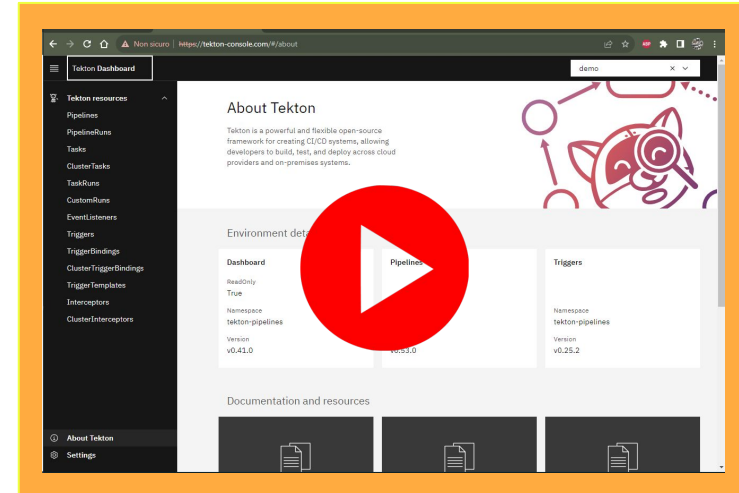 Non sicuro | https://tekton-console.com/#/about
ABP
Tekton Dashboard
demo
Tekton resources
Pipelines
PipelineRuns
Tasks
ClusterTasks
TaskRuns
CustomRuns
EventListeners
Triggers
TriggerBindings
ClusterTriggerBindings
TriggerTemplates
Interceptors
ClusterInterceptors
About Tekton
Settings
About Tekton
Tekton is a powerful and flexible open-source
framework for creating CI/CD systems, allowing
developers to build, test, and deploy across cloud
providers and on-premises systems.
Environment
Dashboard
ReadOnly
True
Namespace
tekton-pipelines
Version
v0.41.0
Pipelines
v0.53.0
Triggers
Namespace
tekton-pipelines
Version
v0.25.2
Documentation and resources